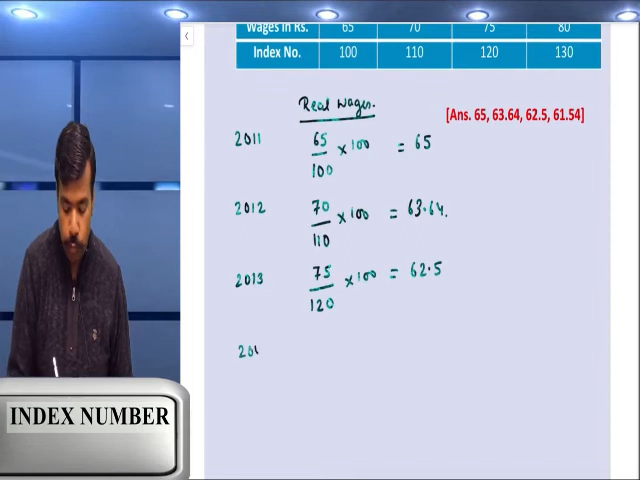 Wages in Rs. 65 70 75 80
Index No. 100 110 120 130
Real Wages.
[Ans. 65, 63.64, 62.5, 61.54]
2011 65/100 × 100 = 65
2012 70/110 × 100 = 63.64.
2013 75/120 × 100 = 62.5
201
INDEX NUMBER